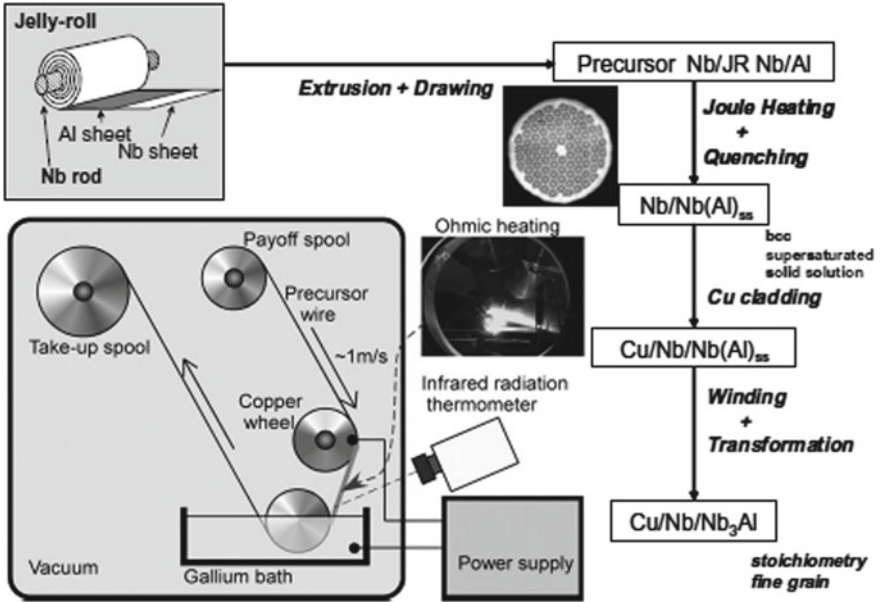 Jelly-roll
Al sheet
Nb sheet
Nb rod
Extrusion + Drawing
Precursor Nb/JR Nb/Al
Joule Heating
+
Quenching
Nb/Nb(Al)ss
bcc
supersaturated
solid solution
Cu cladding
Cu/Nb/Nb(Al)ss
Winding
+
Transformation
Cu/Nb/Nb3Al
stoichiometry
fine grain
Ohmic heating
Payoff spool
Precursor
wire
Take-up spool
~1m/s
Infrared radiation
thermometer
Copper
wheel
Power supply
Vacuum
Gallium bath